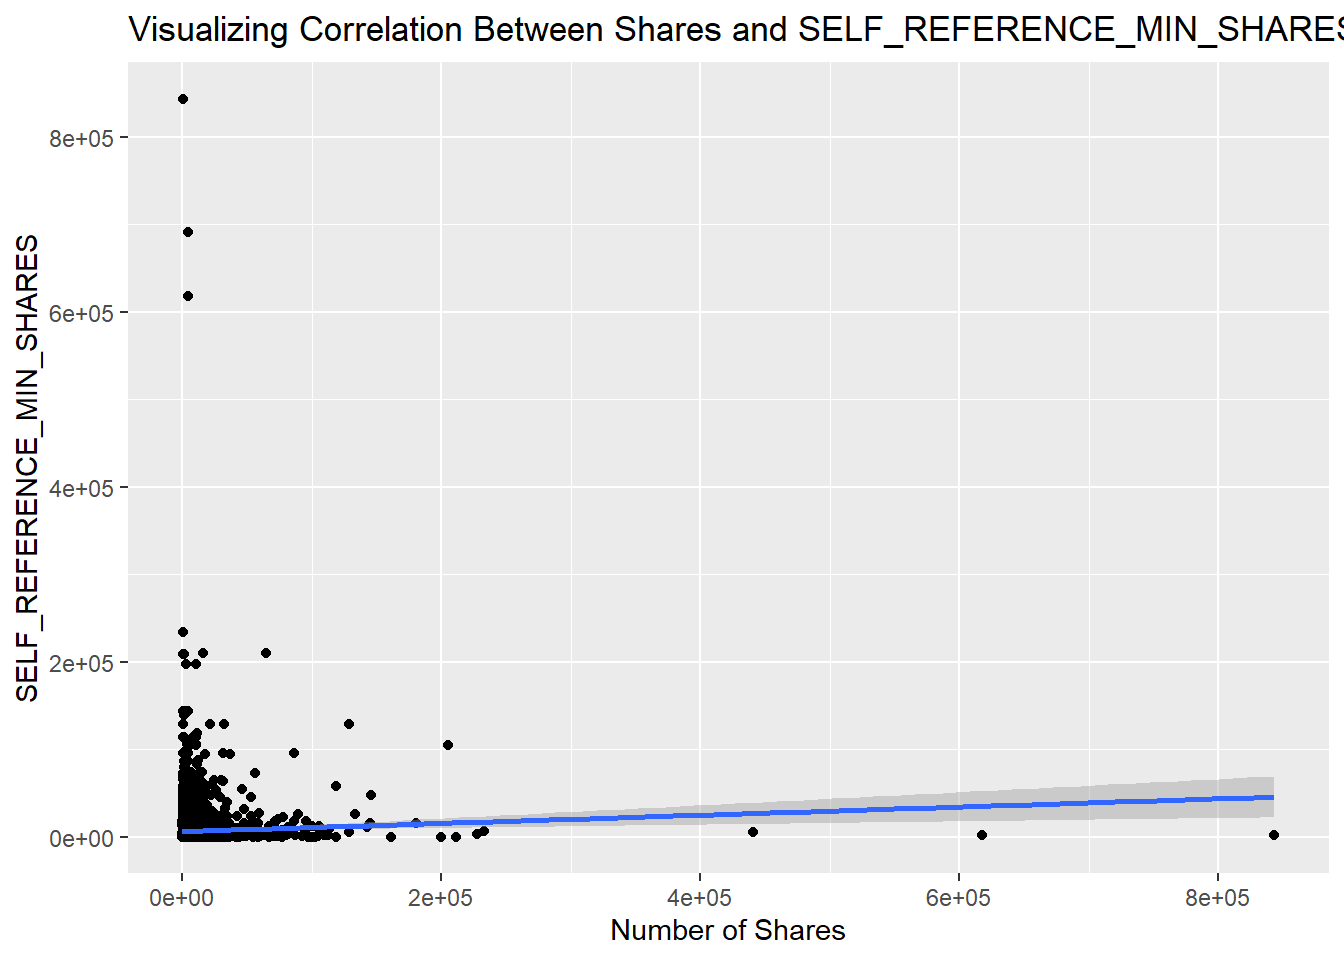 Visualizing Correlation Between Shares and SELF_REFERENCE_MIN_SHARES
8e+05
6e+05
4e+05
2e+05
0e+00
SELF_REFERENCE_MIN_SHARES
0e+00 2e+05 4e+05 6e+05 8e+05
Number of Shares